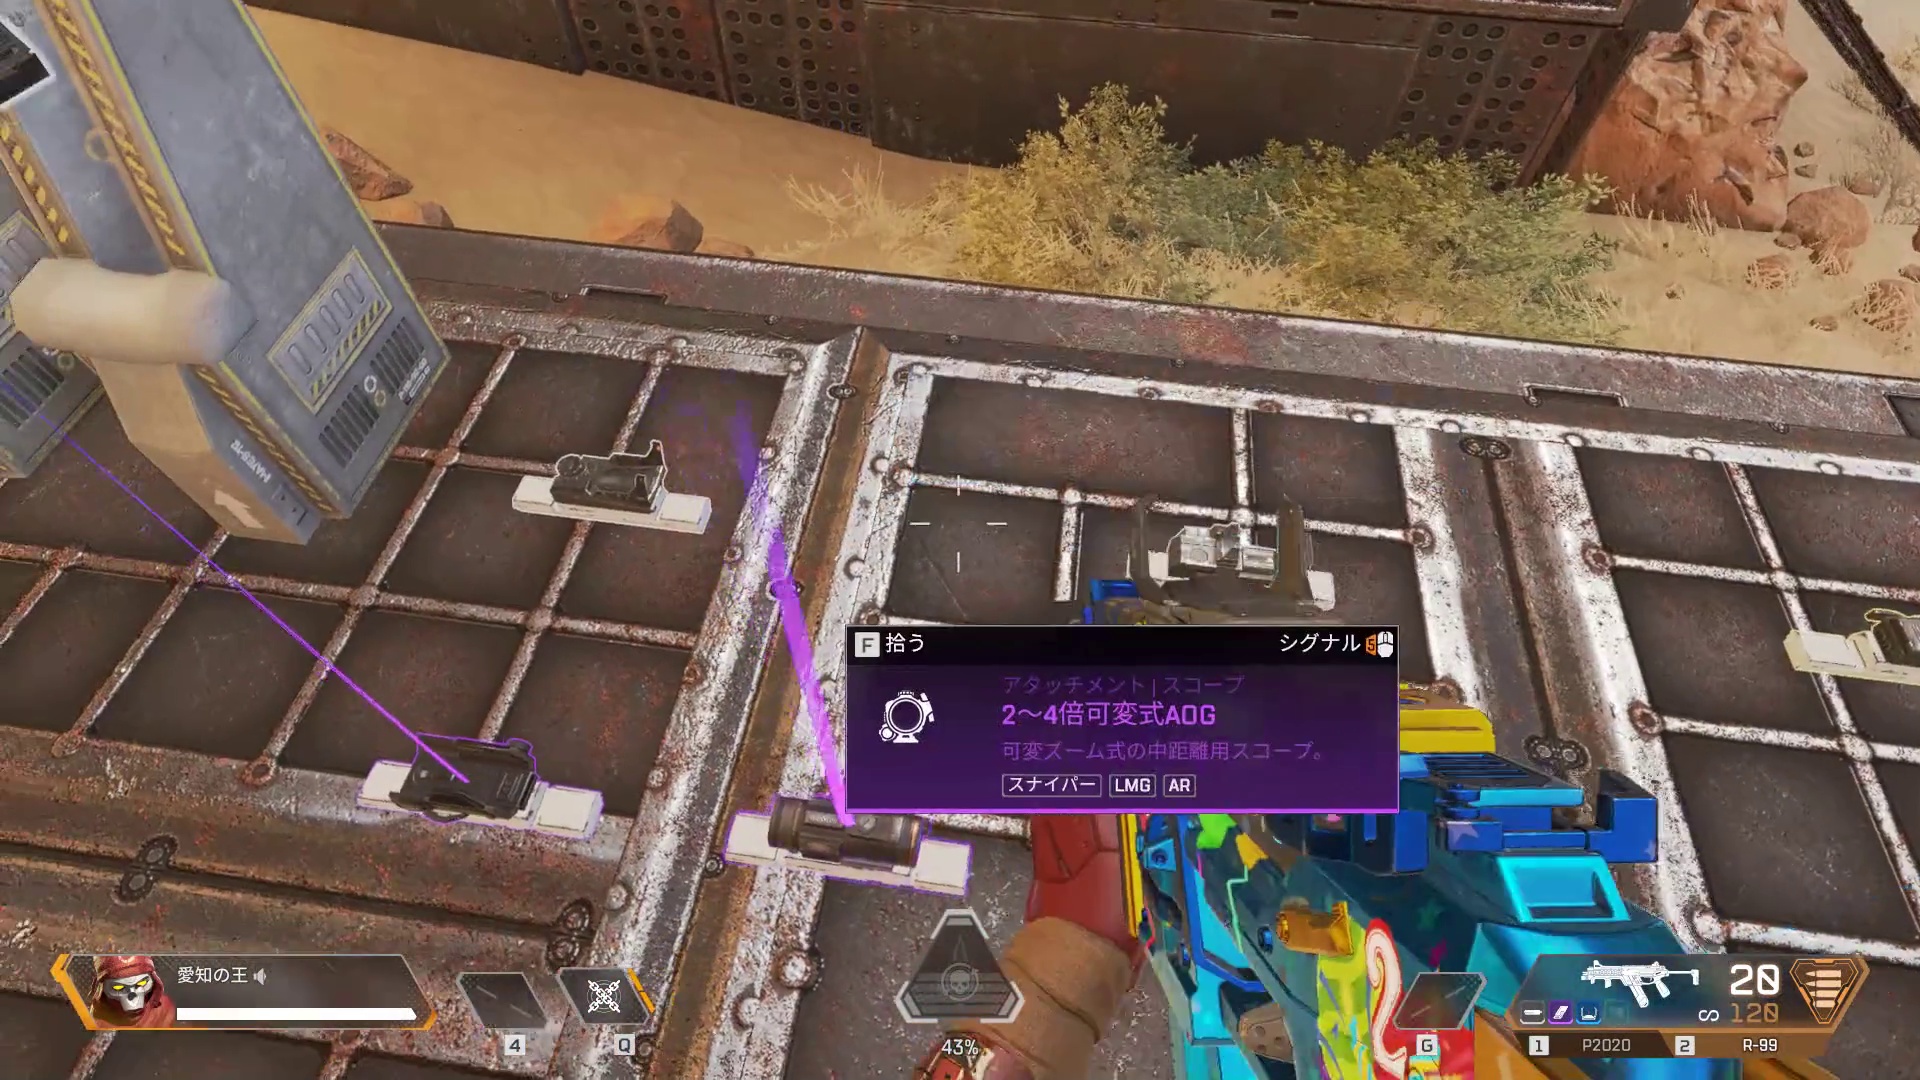 F 拾う
シグナル 5
アタッチメント | スコープ
2～4倍可変式AOG
可変ズーム式の中距離用スコープ。
スナイパー LMG AR
愛知の王
4
Q
43%
G
20
∞ 120
1 P2020
2 R-99